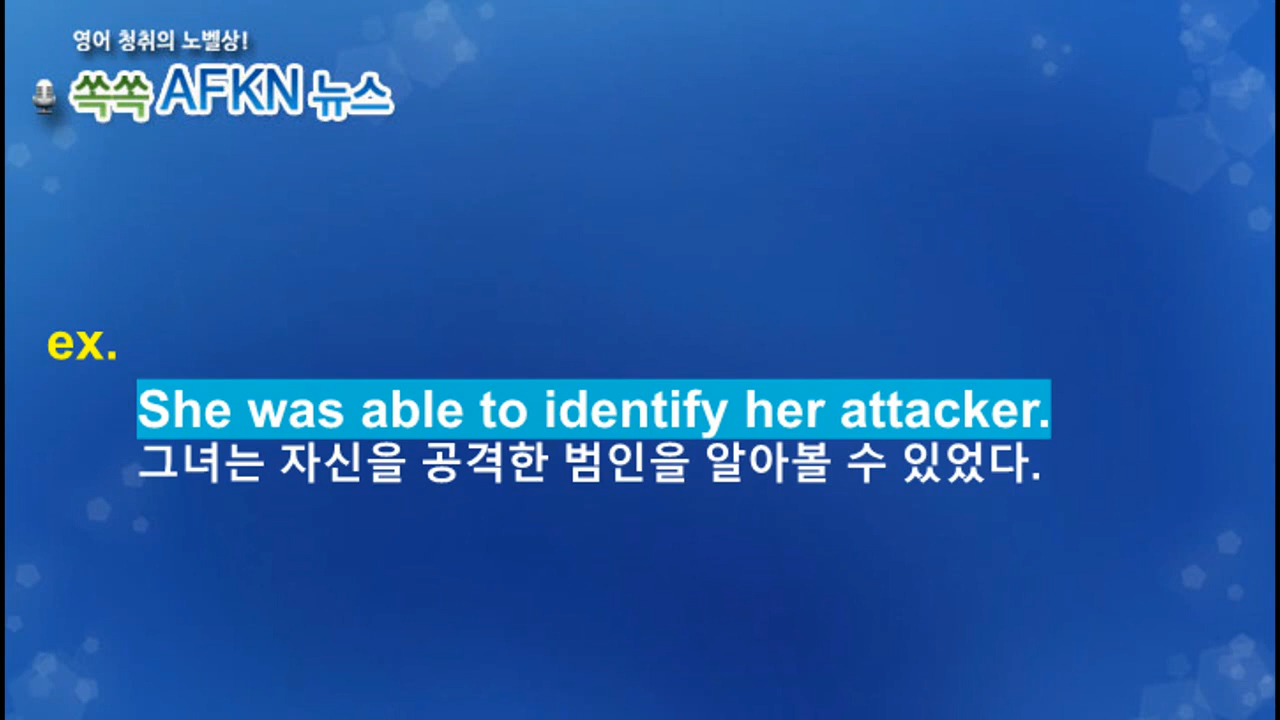 영어 청취의 노벨상!
쏙쏙 AFKN 뉴스
ex.
She was able to identify her attacker.
그녀는 자신을 공격한 범인을 알아볼 수 있었다.